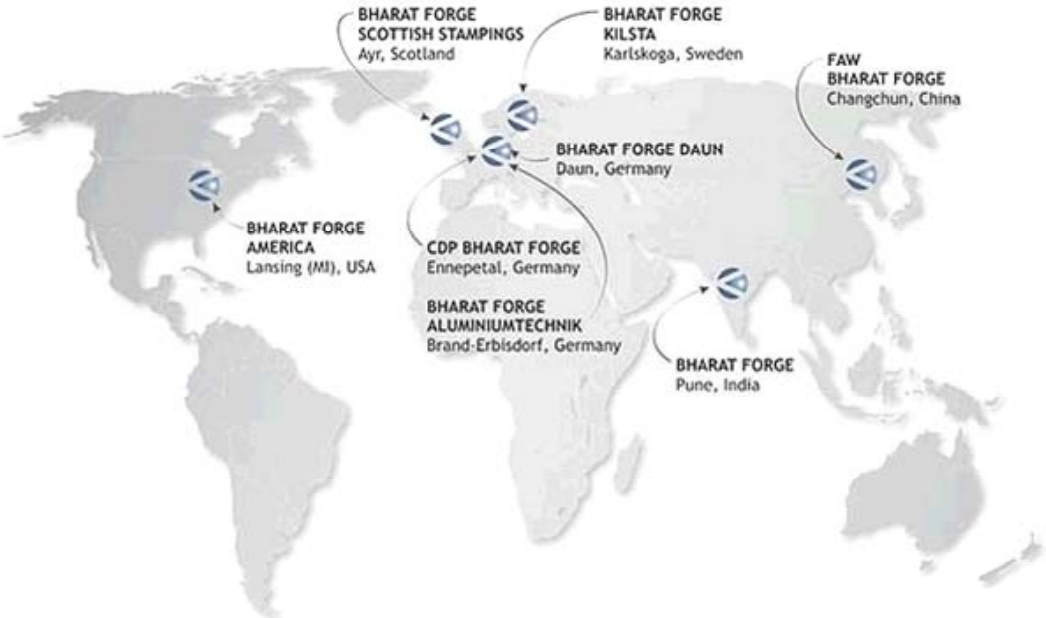 BHARAT FORGE
SCOTTISH STAMPINGS
Ayr, Scotland
BHARAT FORGE
KILSTA
Karlskoga, Sweden
FAW
BHARAT FORGE
Changchun, China
BHARAT FORGE DAUN
Daun, Germany
BHARAT FORGE
AMERICA
Lansing (MI), USA
CDP BHARAT FORGE
Ennepetal, Germany
BHARAT FORGE
ALUMINIUMTECHNIK
Brand-Erbisdorf, Germany
BHARAT FORGE
Pune, India